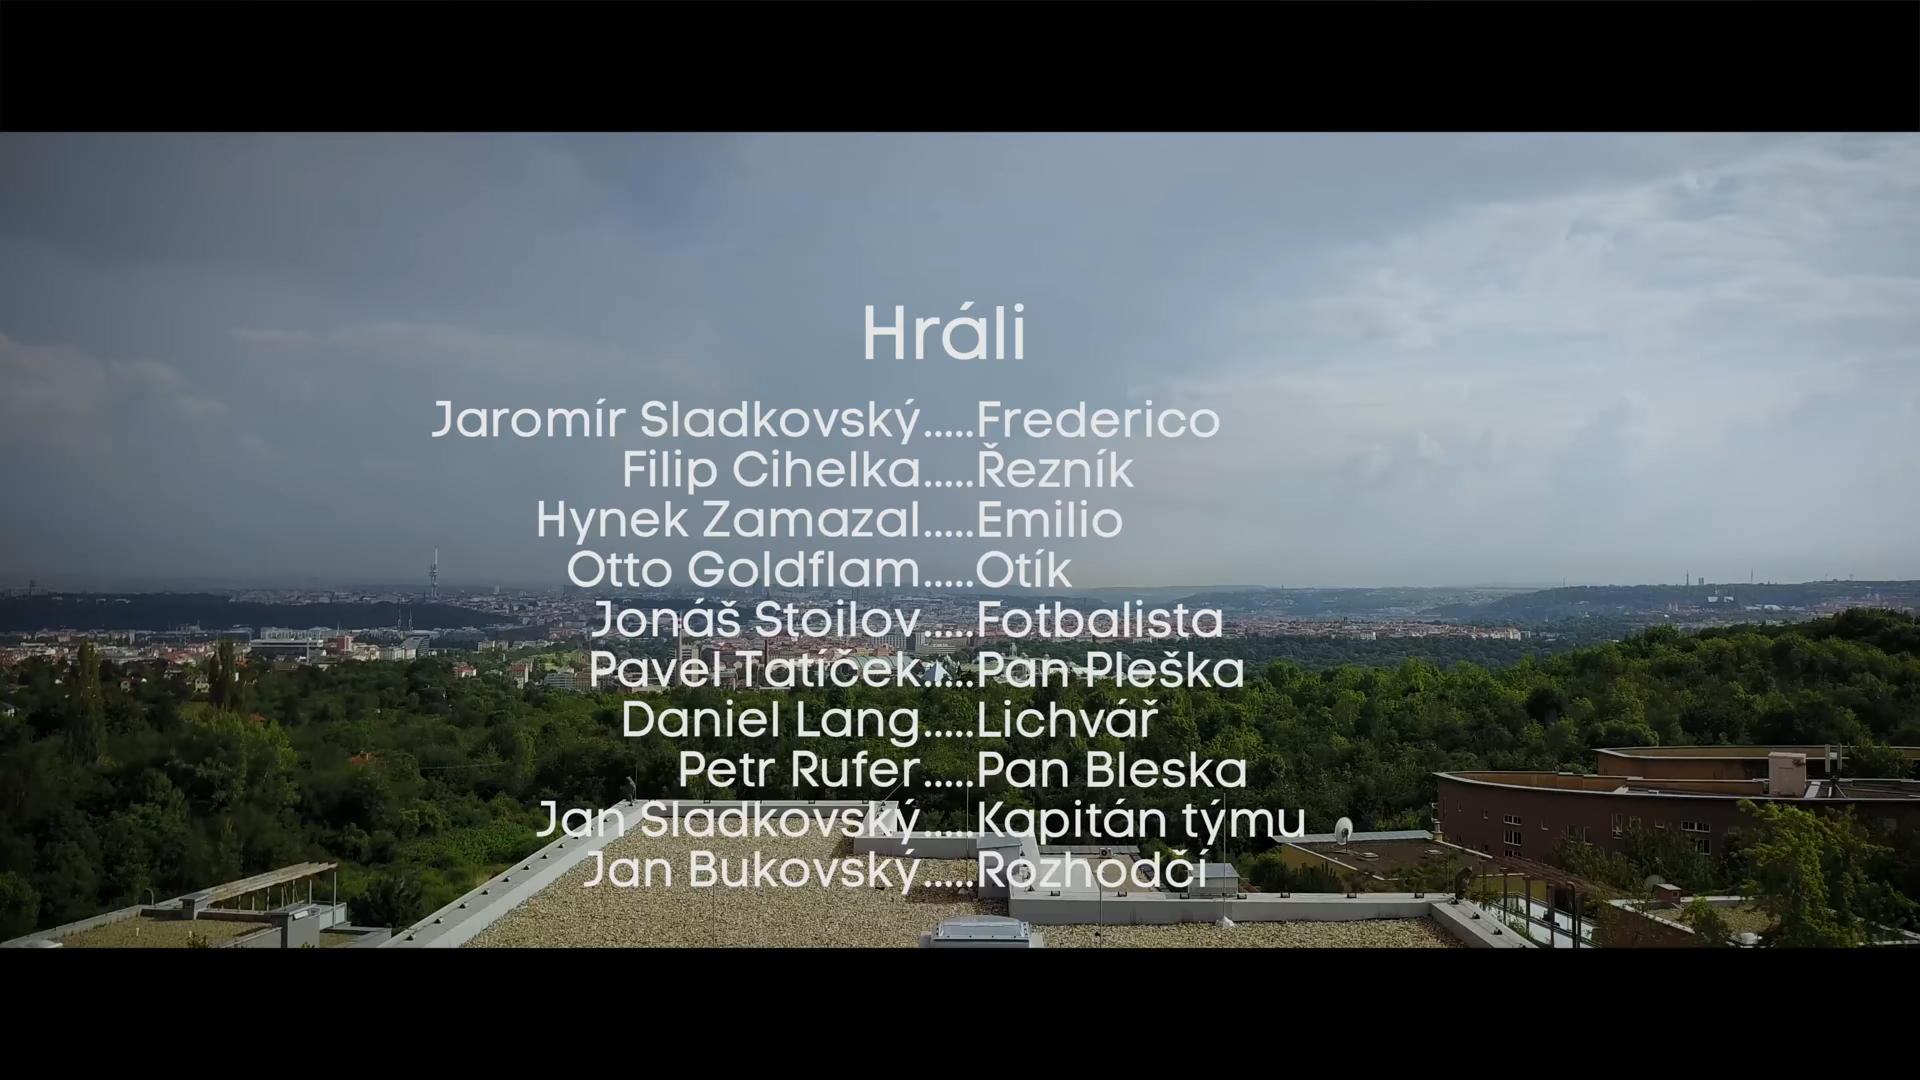 Hráli
Jaromír Sladkovský.....Frederico
Filip Cihelka.....Řezník
Hynek Zamazal.....Emilio
Otto Goldflam.....Otík
Jonáš Stoilov.....Fotbalista
Pavel Tatíček.....Pan Pleška
Daniel Lang.....Lichvář
Petr Rufer.....Pan Bleska
Jan Sladkovský.....Kapitán týmu
Jan Bukovský.....Rozhodčí